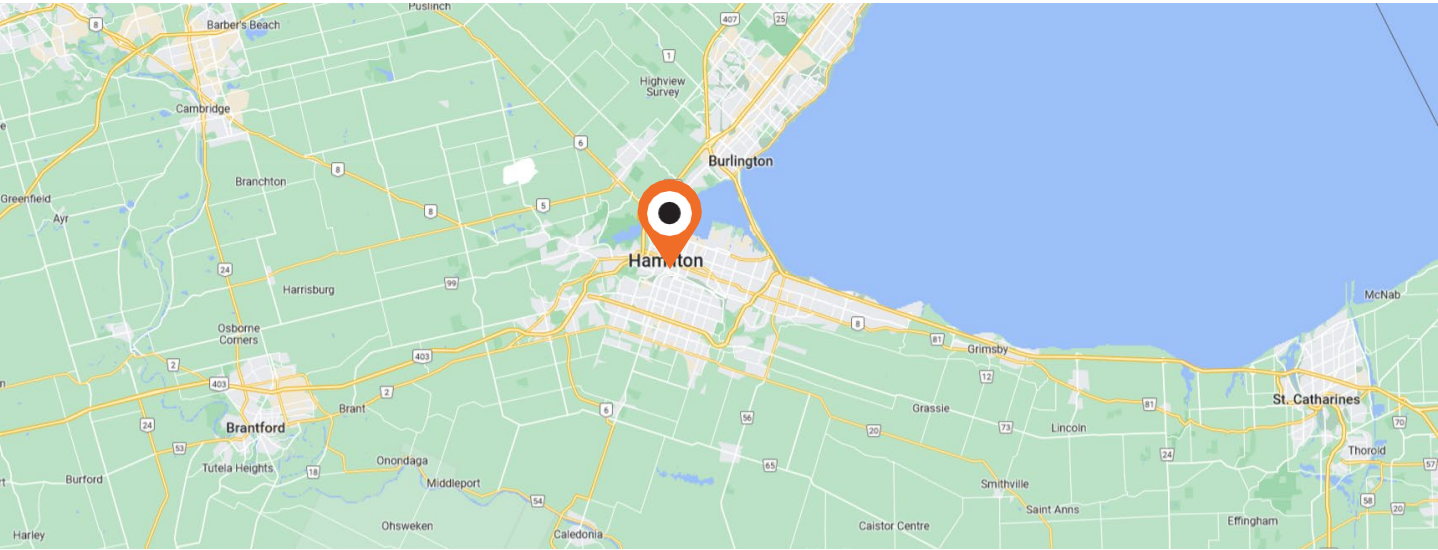 Puslinch
8
Barber's Beach
407
25
1
Highview
Survey
Cambridge
6
Burlington
8
Branchton
Greenfield
Ayr
8
5
Hamilton
24
99
Harrisburg
McNab
8
Osborne
Corners
81
Grimsby
403
2
12
403
2
Brant
6
Grassie
81
St. Catharines
56
24
Brantford
20
73
Lincoln
70
53
Thorold
Onondaga
24
65
57
Tutela Heights
18
Burford
Middleport
Smithville
54
58
20
Saint Anns
Ohsweken
Caistor Centre
Effingham
Harley
Caledonia